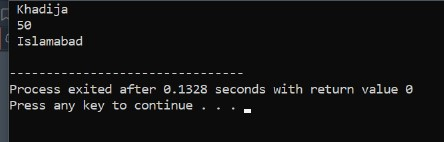 Khadija
50
Islamabad
--------------------------------
Process exited after 0.1328 seconds with return value 0
Press any key to continue . . .